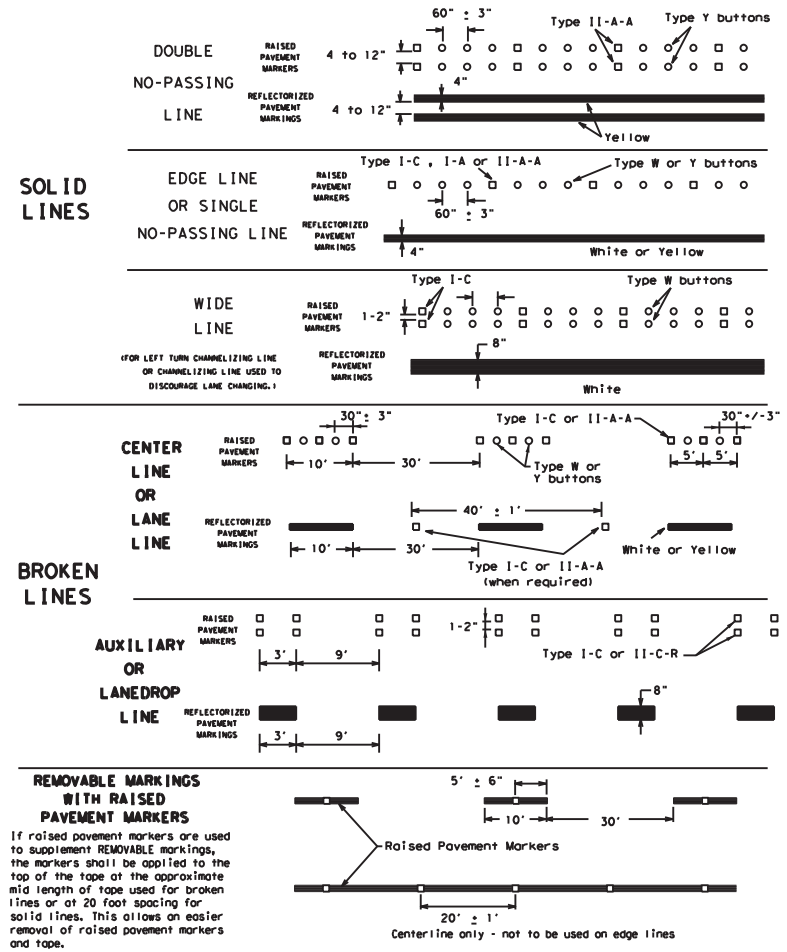 60" ± 3"
Type II-A-A
Type Y buttons
DOUBLE
NO-PASSING
LINE
RAISED
PAVEMENT
MARKERS
4 to 12"
4"
REFLECTORIZED
PAVEMENT
MARKINGS
4 to 12"
Yellow
SOLID
LINES
EDGE LINE
OR SINGLE
NO-PASSING LINE
Type I-C , I-A or II-A-A
Type W or Y buttons
RAISED
PAVEMENT
MARKERS
60" ± 3"
REFLECTORIZED
PAVEMENT
MARKINGS
4"
White or Yellow
WIDE
LINE
(FOR LEFT TURN CHANNELIZING LINE
OR CHANNELIZING LINE USED TO
DISCOURAGE LANE CHANGING.)
Type I-C
Type W buttons
RAISED
PAVEMENT
MARKERS
1-2"
REFLECTORIZED
PAVEMENT
MARKINGS
8"
White
BROKEN
LINES
CENTER
LINE
OR
LANE
LINE
30"± 3"
Type I-C or II-A-A
30"+/-3"
RAISED
PAVEMENT
MARKERS
10'
30'
Type W or
Y buttons
5'
5'
40' ± 1'
REFLECTORIZED
PAVEMENT
MARKINGS
10'
30'
Type I-C or II-A-A
(when required)
White or Yellow
AUXILIARY
OR
LANEDROP
LINE
RAISED
PAVEMENT
MARKERS
1-2"
3'
9'
Type I-C or II-C-R
REFLECTORIZED
PAVEMENT
MARKINGS
8"
3'
9'
REMOVABLE MARKINGS
WITH RAISED
PAVEMENT MARKERS
If raised pavement markers are used
to supplement REMOVABLE markings,
the markers shall be applied to the
top of the tape at the approximate
mid length of tape used for broken
lines or at 20 foot spacing for
solid lines. This allows an easier
removal of raised pavement markers
and tape.
5' ± 6"
10'
30'
Raised Pavement Markers
20' ± 1'
Centerline only - not to be used on edge lines